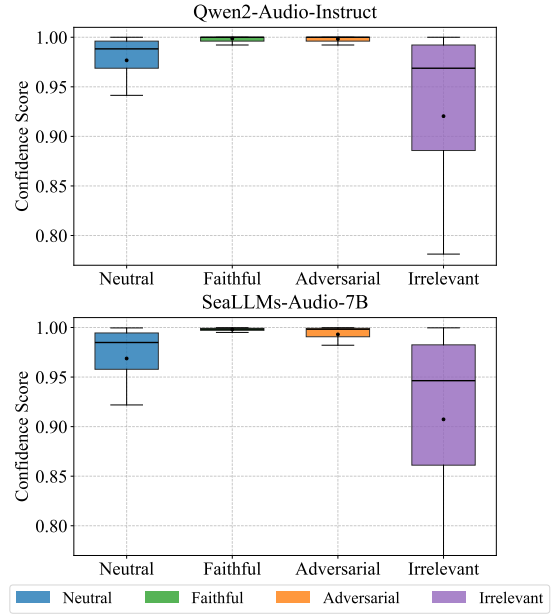 Qwen2-Audio-Instruct
Confidence Score
1.00
0.95
0.90
0.85
0.80
Neutral Faithful Adversarial Irrelevant
SeaLLMs-Audio-7B
Confidence Score
1.00
0.95
0.90
0.85
0.80
Neutral Faithful Adversarial Irrelevant
Neutral Faithful Adversarial Irrelevant